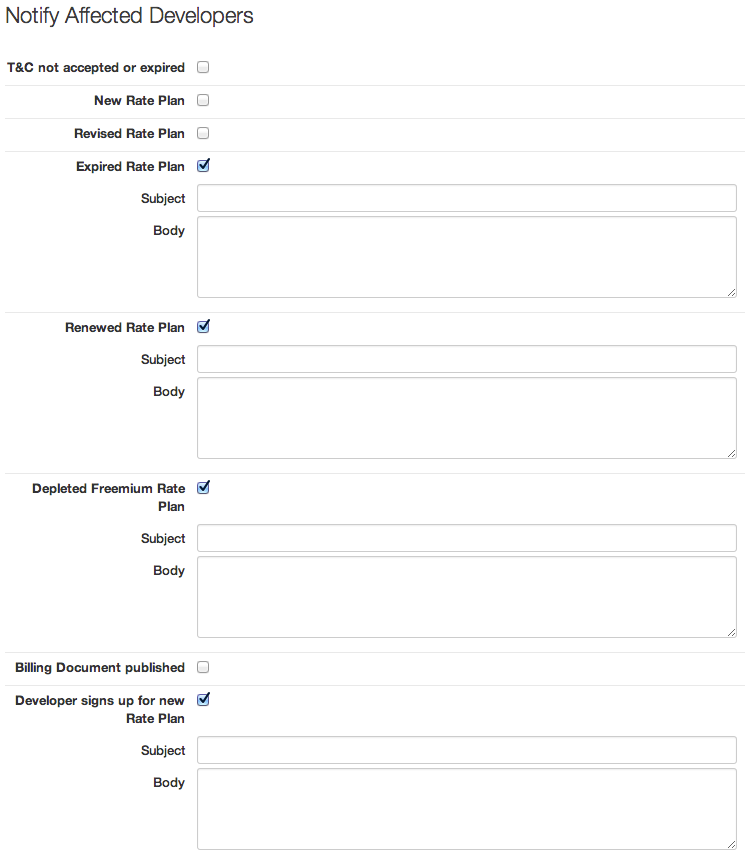 Notify Affected Developers
T&C not accepted or expired
New Rate Plan
Revised Rate Plan
Expired Rate Plan
Subject
Body
Renewed Rate Plan
Subject
Body
Depleted Freemium Rate
Plan
Subject
Body
Billing Document published
Developer signs up for new
Rate Plan
Subject
Body